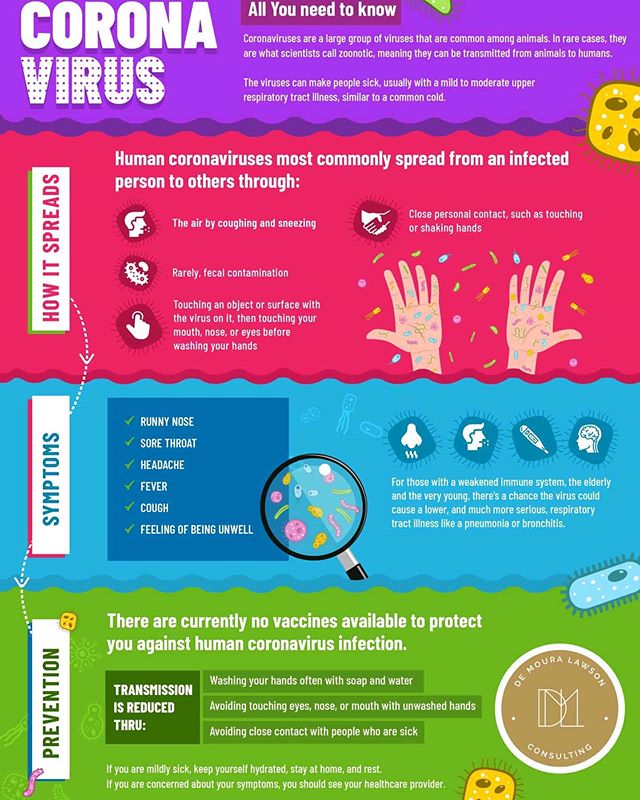 CORONA
VIRUS
All You need to know
Coronaviruses are a large group of viruses that are common among animals. In rare cases, they
are what scientists call zoonotic, meaning they can be transmitted from animals to humans.
The viruses can make people sick, usually with a mild to moderate upper
respiratory tract illness, similar to a common cold.
HOW IT SPREADS
Human coronaviruses most commonly spread from an infected
person to others through:
The air by coughing and sneezing
Close personal contact, such as touching
or shaking hands
Rarely, fecal contamination
Touching an object or surface with
the virus on it, then touching your
mouth, nose, or eyes before
washing your hands
SYMPTOMS
RUNNY NOSE
SORE THROAT
HEADACHE
FEVER
COUGH
FEELING OF BEING UNWELL
For those with a weakened immune system, the elderly
and the very young, there's a chance the virus could
cause a lower, and much more serious, respiratory
tract illness like a pneumonia or bronchitis.
PREVENTION
There are currently no vaccines available to protect
you against human coronavirus infection.
TRANSMISSION
IS REDUCED
THRU:
Washing your hands often with soap and water
Avoiding touching eyes, nose, or mouth with unwashed hands
Avoiding close contact with people who are sick
If you are mildly sick, keep yourself hydrated, stay at home, and rest.
If you are concerned about your symptoms, you should see your healthcare provider.
DE MOURA LAWSON
CONSULTING